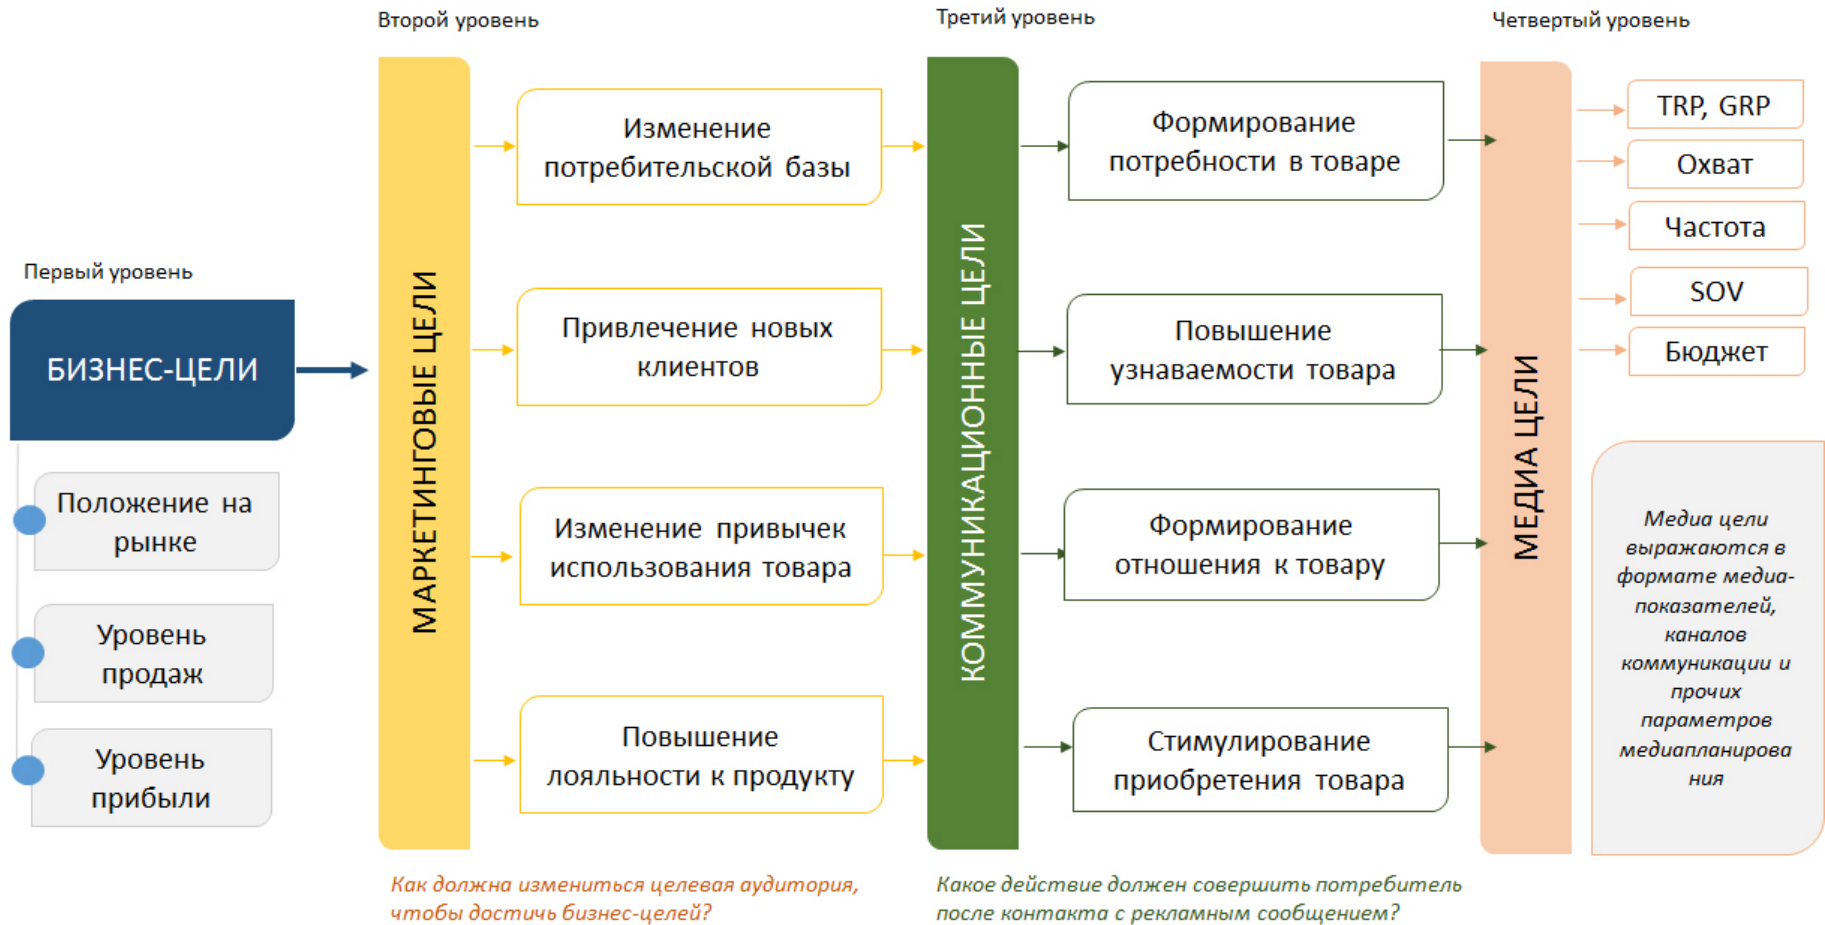 Первый уровень
БИЗНЕС-ЦЕЛИ
Положение на
рынке
Уровень
продаж
Уровень
прибыли
Второй уровень
МАРКЕТИНГОВЫЕ ЦЕЛИ
Изменение
потребительской базы
Привлечение новых
клиентов
Изменение привычек
использования товара
Повышение
лояльности к продукту
Как должна измениться целевая аудитория,
чтобы достичь бизнес-целей?
Третий уровень
КОММУНИКАЦИОННЫЕ ЦЕЛИ
Формирование
потребности в товаре
Повышение
узнаваемости товара
Формирование
отношения к товару
Стимулирование
приобретения товара
Какое действие должен совершить потребитель
после контакта с рекламным сообщением?
Четвертый уровень
МЕДИА ЦЕЛИ
TRP, GRP
Охват
Частота
SOV
Бюджет
Медиа цели
выражаются в
формате медиа-
показателей,
каналов
коммуникации и
прочих
параметров
медиапланирова
ния